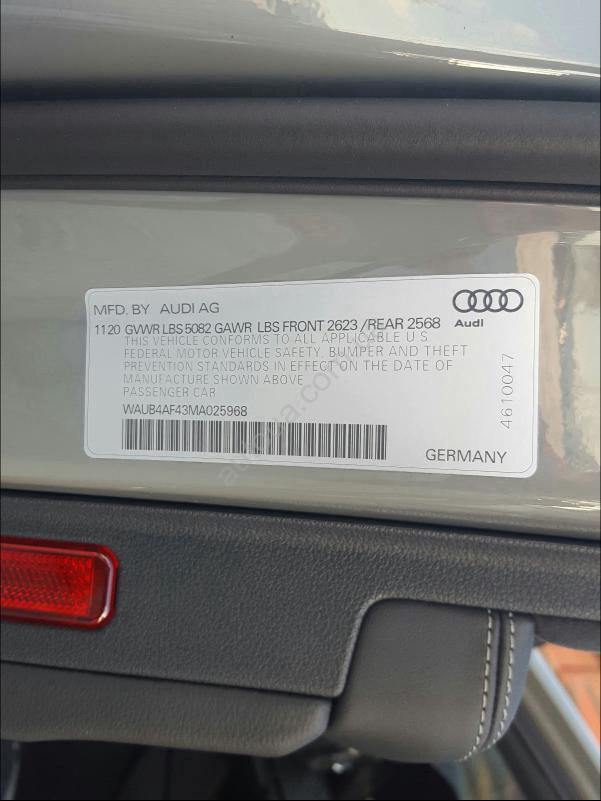 MFD. BY AUDI AG
Audi
1120 GVWR LBS 5082 GAWR LBS FRONT 2623 /REAR 2568
THIS VEHICLE CONFORMS TO ALL APPLICABLE U S
FEDERAL MOTOR VEHICLE SAFETY, BUMPER AND THEFT
PREVENTION STANDARDS IN EFFECT ON THE DATE OF
MANUFACTURE SHOWN ABOVE
PASSENGER CAR
WAUB4AF43MA025968
GERMANY
4610047